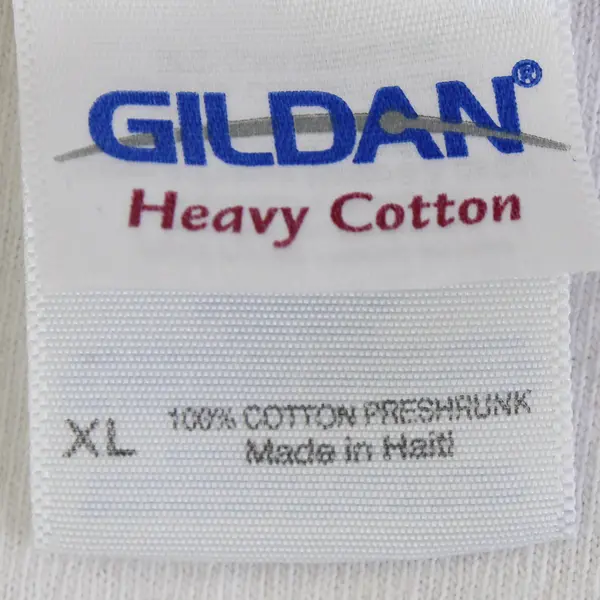 GILDAN®
Heavy Cotton
XL
100% COTTON PRESHRUNK
Made in Haiti